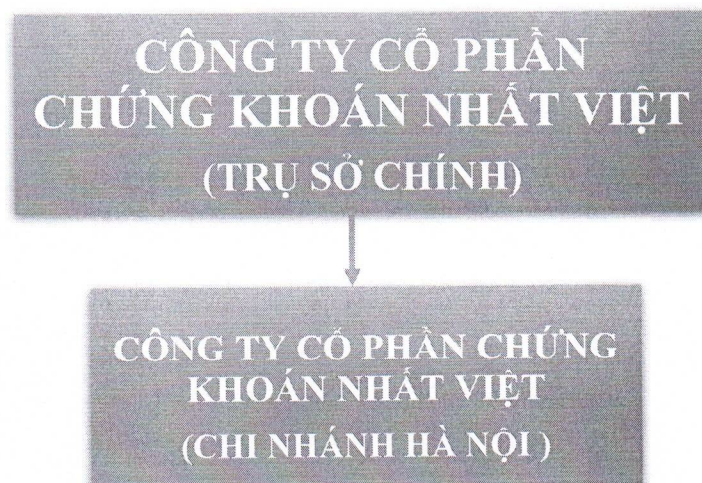 CÔNG TY CỔ PHẦN
CHỨNG KHOÁN NHẤT VIỆT
(TRỤ SỞ CHÍNH)
CÔNG TY CỔ PHẦN CHỨNG
KHOÁN NHẤT VIỆT
(CHI NHÁNH HÀ NỘI )